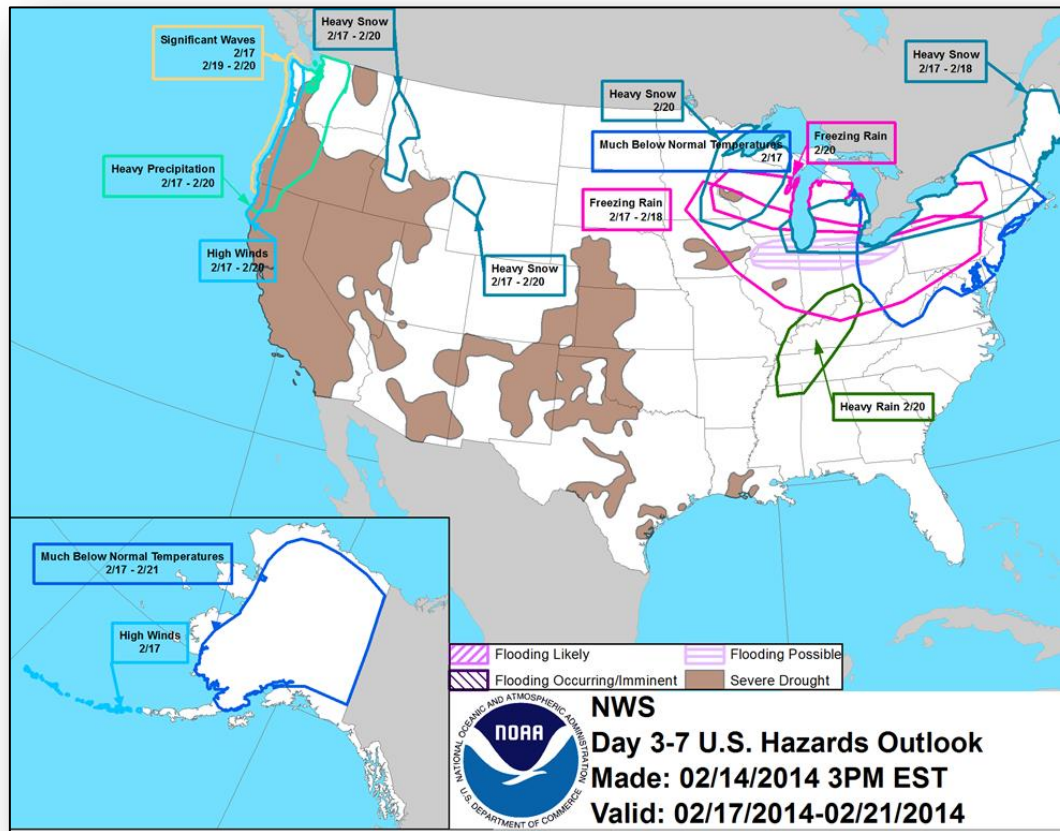 Significant Waves
2/17
2/19 - 2/20
Heavy Snow
2/17 - 2/20
Heavy Snow
2/17 - 2/18
Heavy Snow
2/20
Much Below Normal Temperatures
2/17
Freezing Rain
2/20
Heavy Precipitation
2/17 - 2/20
Freezing Rain
2/17 - 2/18
High Winds
2/17 - 2/20
Heavy Snow
2/17 - 2/20
Heavy Rain 2/20
Much Below Normal Temperatures
2/17 - 2/21
High Winds
2/17
Flooding Likely
Flooding Possible
Flooding Occurring/Imminent
Severe Drought
NATIONAL OCEANIC AND ATMOSPHERIC ADMINISTRATION
NOAA
U.S. DEPARTMENT OF COMMERCE
NWS
Day 3-7 U.S. Hazards Outlook
Made: 02/14/2014 3PM EST
Valid: 02/17/2014-02/21/2014